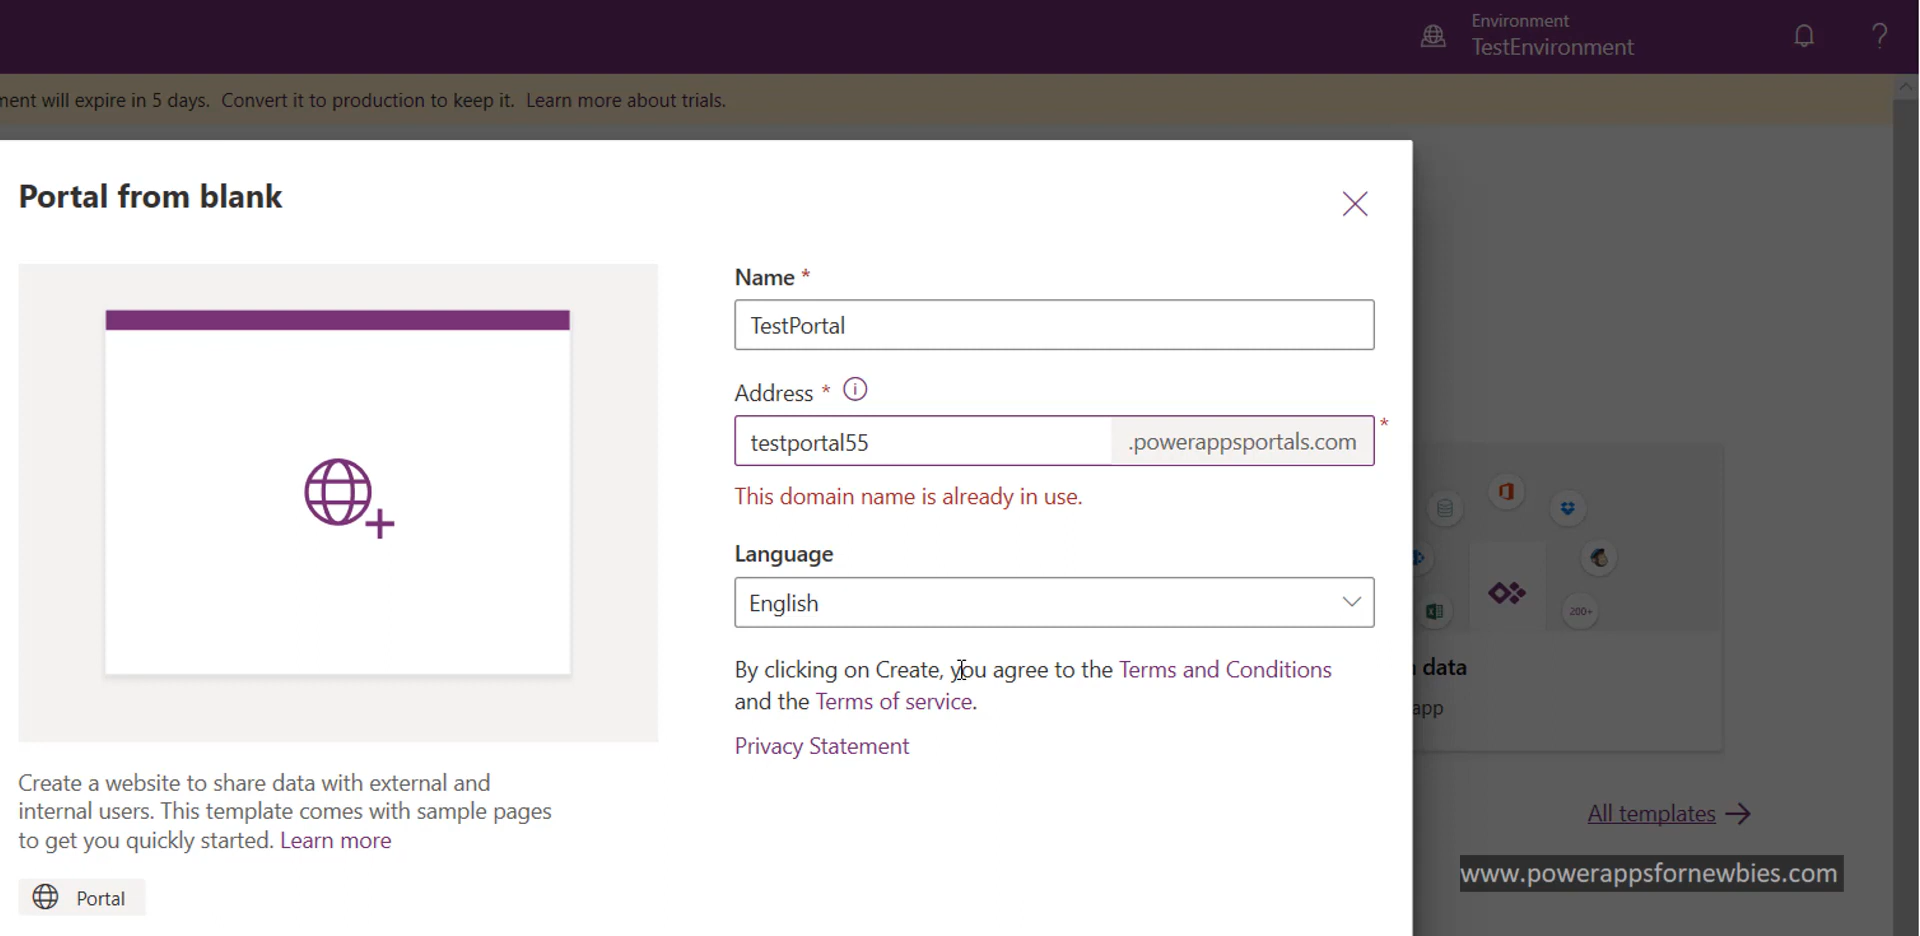 Environment
TestEnvironment
ment will expire in 5 days. Convert it to production to keep it. Learn more about trials.
Portal from blank
Name *
TestPortal
Address *
testportal55 .powerappsportals.com *
This domain name is already in use.
Language
English
By clicking on Create, you agree to the Terms and Conditions
and the Terms of service.
Privacy Statement
Create a website to share data with external and
internal users. This template comes with sample pages
to get you quickly started. Learn more
Portal
200+
data
app
All templates
www.powerappsfornewbies.com